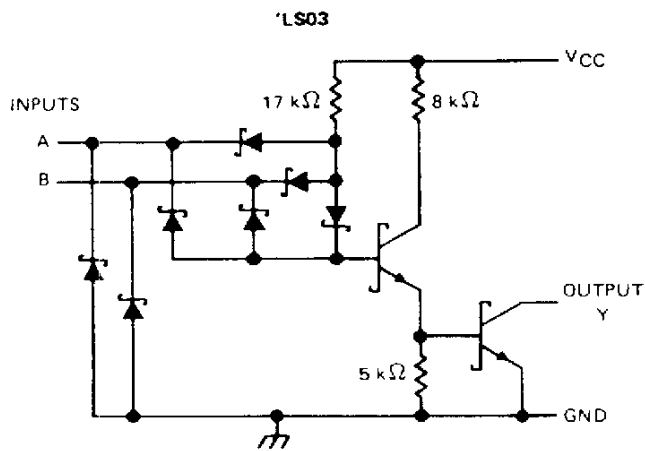 'LS03
VCC
17 kΩ
8 kΩ
INPUTS
A
B
OUTPUT
Y
5 kΩ
GND